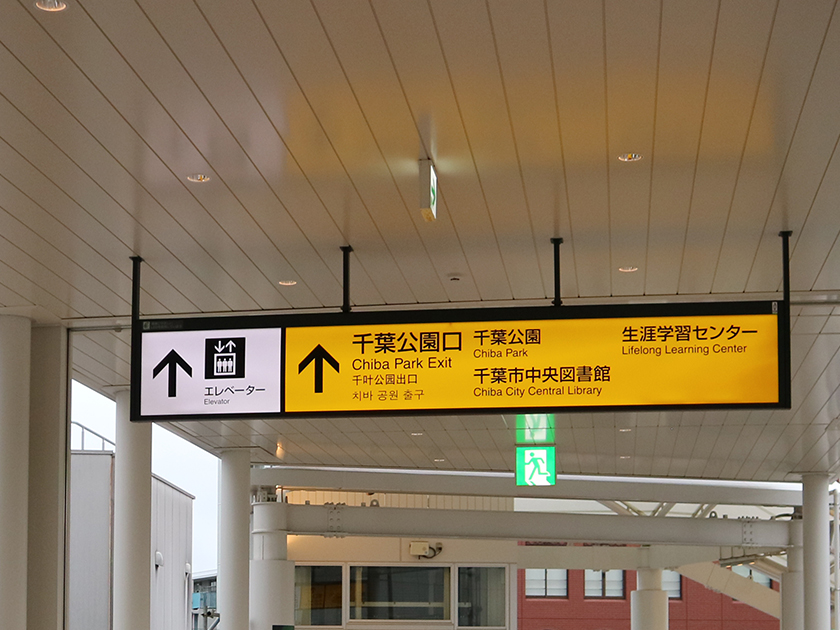 エレベーター
Elevator
千葉公園口
Chiba Park Exit
千叶公园出口
치바 공원 출구
千葉公園
Chiba Park
千葉市中央図書館
Chiba City Central Library
生涯学習センター
Lifelong Learning Center